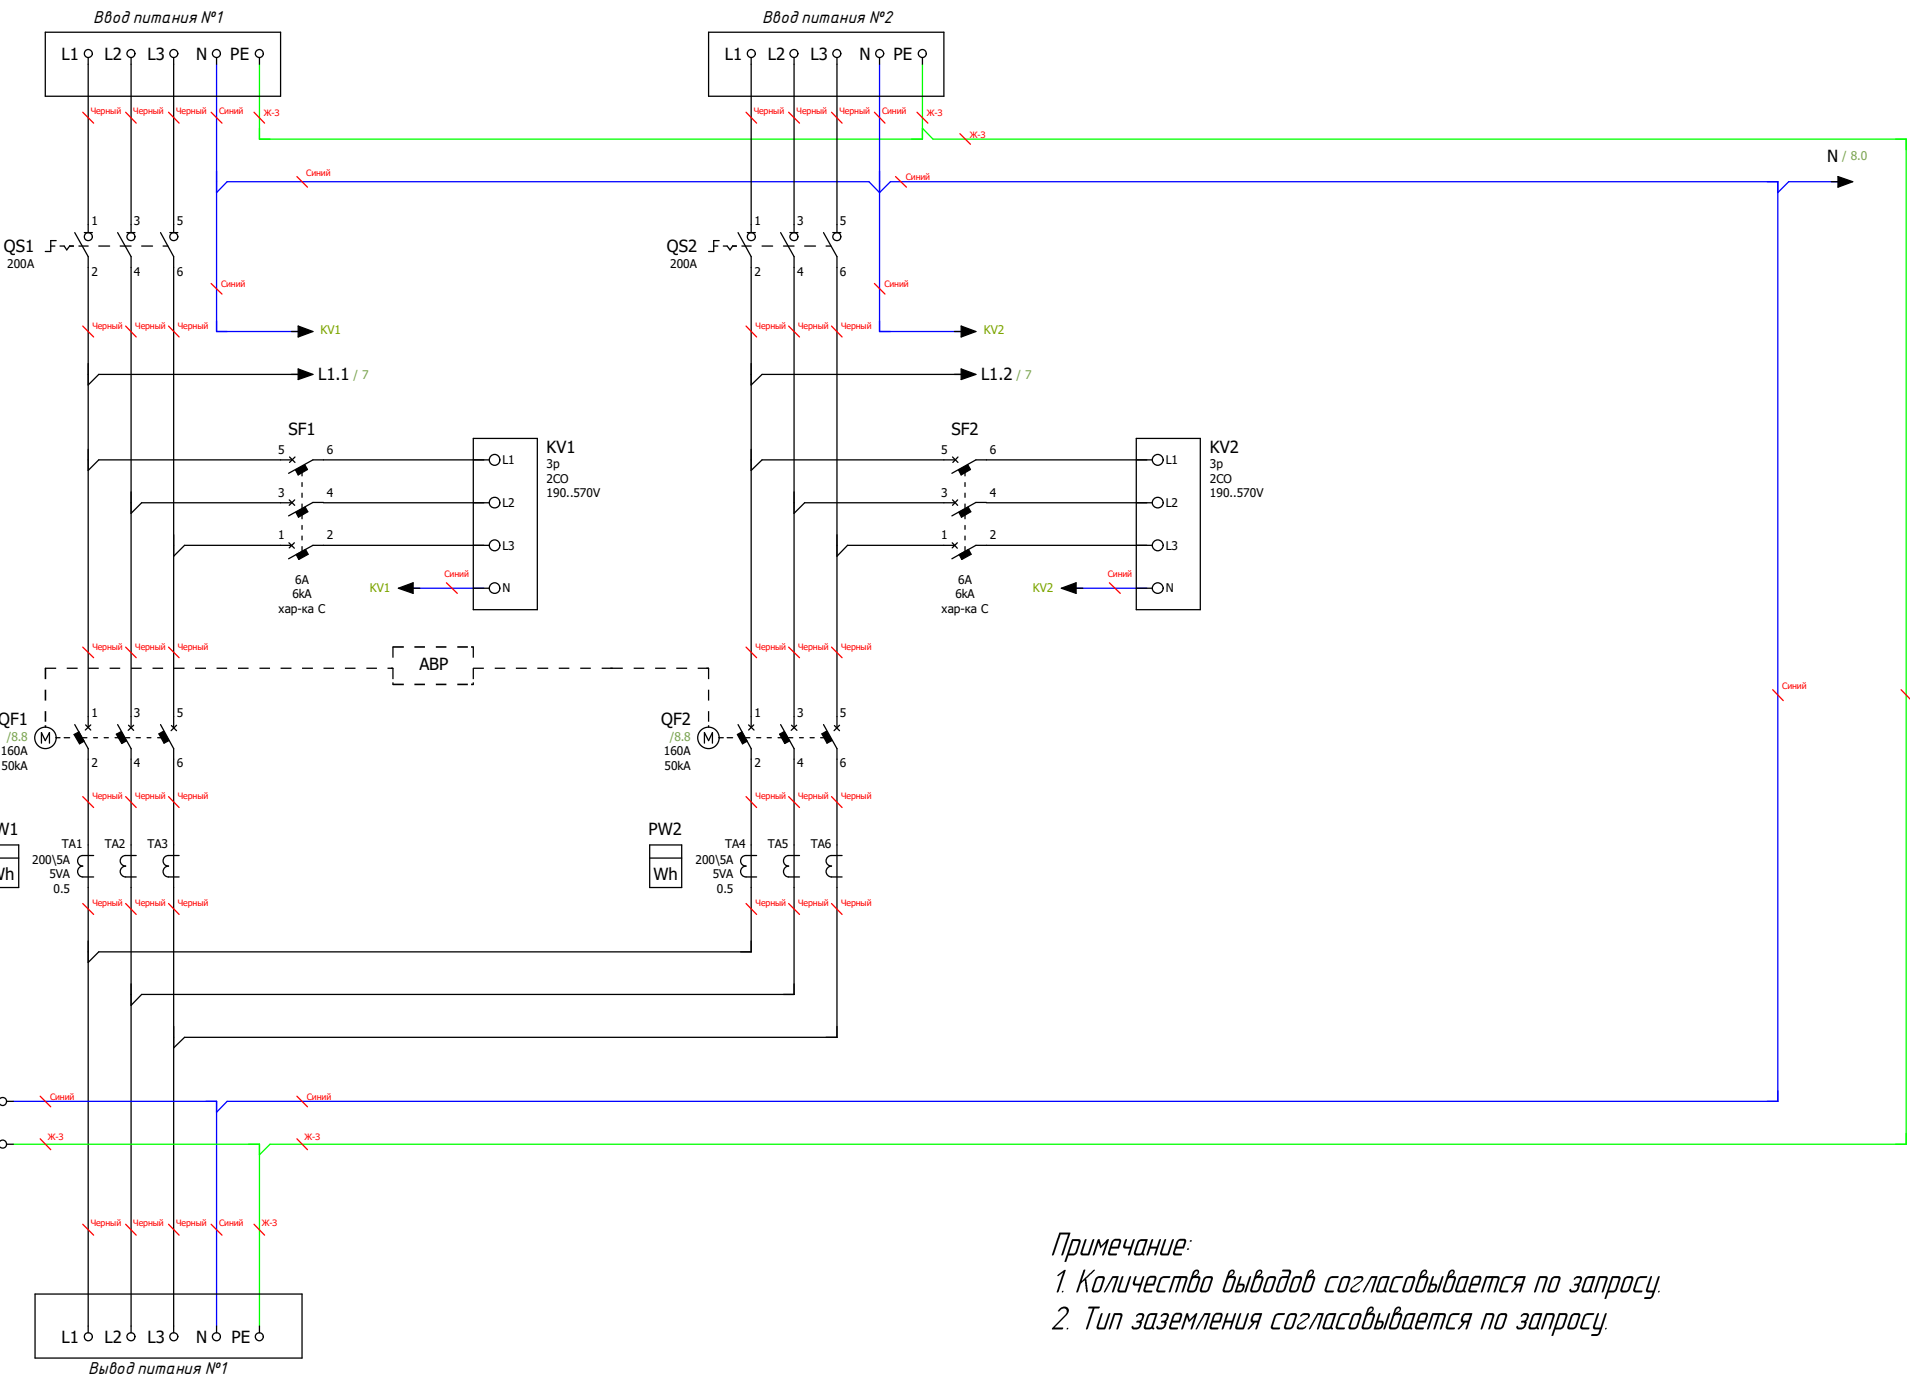 Ввод питания №1
Ввод питания №2
L1 L2 L3 N PE
L1 L2 L3 N PE
Черный Черный Черный Синий Ж-З
Черный Черный Черный Синий Ж-З
Ж-З
N / 8.0
Синий
Синий
1 3 5
1 3 5
QS1
200A
2 4 6
QS2
200A
2 4 6
Синий
Синий
Черный Черный Черный
KV1
Черный Черный Черный
KV2
L1.1 / 7
L1.2 / 7
SF1
5 6
3 4
1 2
6A
6kA
хар-ка C
KV1
3p
2CO
190..570V
L1
L2
L3
N
KV1
Синий
SF2
5 6
3 4
1 2
6A
6kA
хар-ка C
KV2
3p
2CO
190..570V
L1
L2
L3
N
KV2
Синий
Черный Черный Черный
Черный Черный Черный
АВР
Синий
QF1
/8.8
160A
50kA
M
1 3 5
2 4 6
QF2
/8.8
160A
50kA
M
1 3 5
2 4 6
Черный Черный Черный
Черный Черный Черный
W1
Wh
TA1 TA2 TA3
200\5A
5VA
0.5
PW2
Wh
TA4 TA5 TA6
200\5A
5VA
0.5
Черный Черный Черный
Черный Черный Черный
Синий
Синий
Ж-З
Ж-З
Черный Черный Черный Синий Ж-З
L1 L2 L3 N PE
Вывод питания №1
Примечание:
1. Количество выводов согласовывается по запросу.
2. Тип заземления согласовывается по запросу.